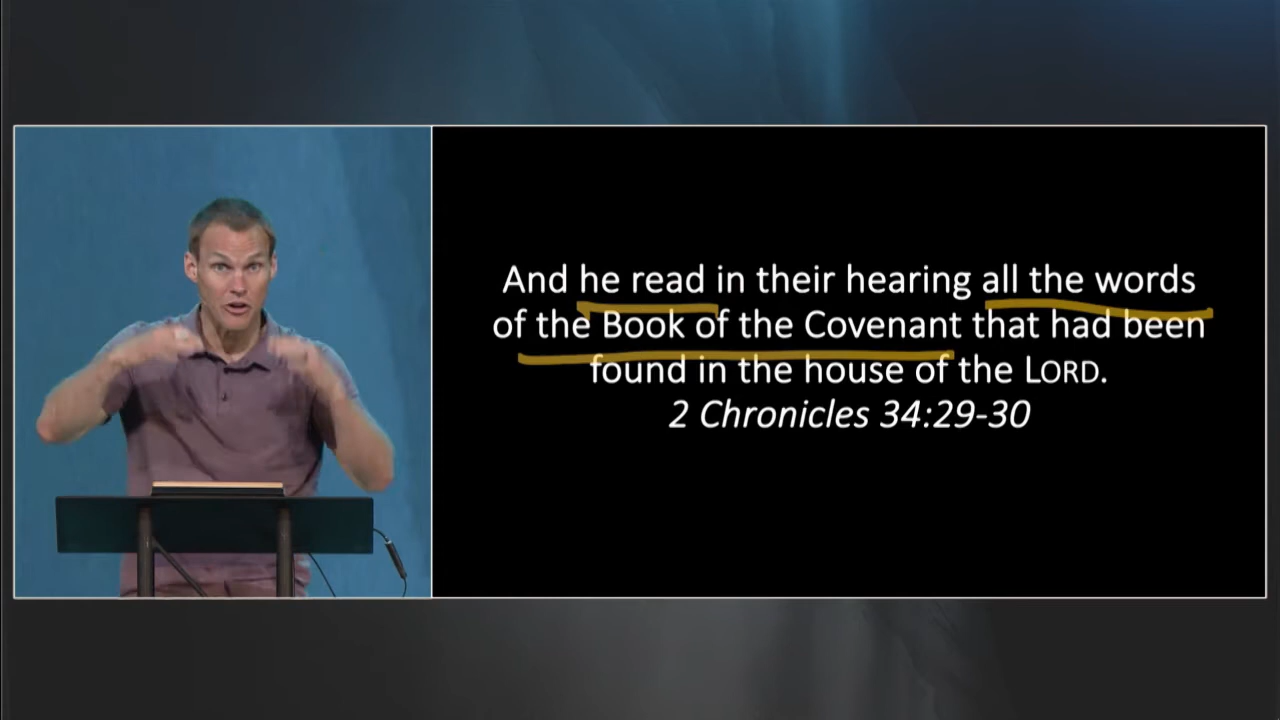 And he read in their hearing all the words
of the Book of the Covenant that had been
found in the house of the LORD.
2 Chronicles 34:29-30